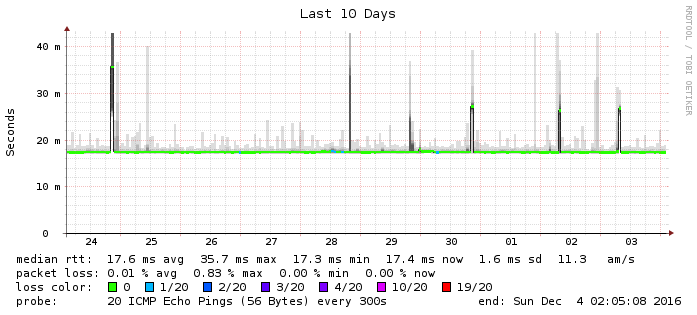 Last 10 Days
RRDTOOL / TOBI OETIKER
Seconds
40 m
30 m
20 m
10 m
0
24 25 26 27 28 29 30 01 02 03
median rtt: 17.6 ms avg 35.7 ms max 17.3 ms min 17.4 ms now 1.6 ms sd 11.3 am/s
packet loss: 0.01 % avg 0.83 % max 0.00 % min 0.00 % now
loss color: 0 1/20 2/20 3/20 4/20 10/20 19/20
probe: 20 ICMP Echo Pings (56 Bytes) every 300s end: Sun Dec 4 02:05:08 2016